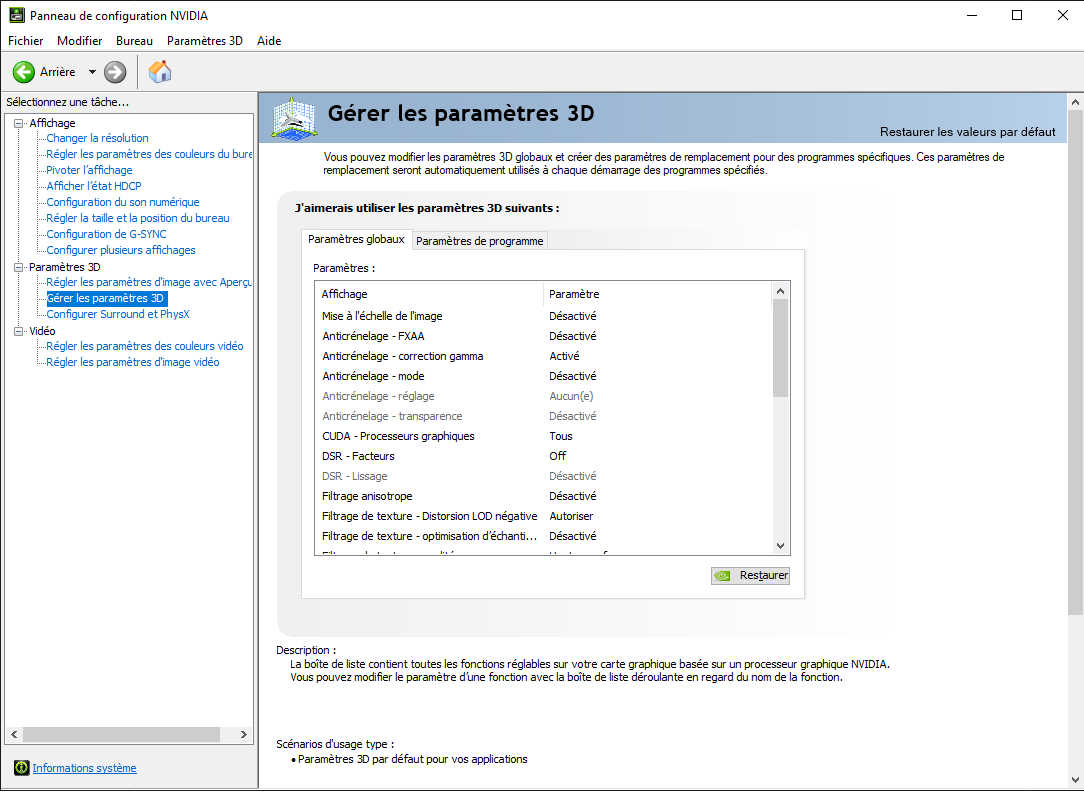 Panneau de configuration NVIDIA
Fichier Modifier Bureau Paramètres 3D Aide
Arrière
Sélectionnez une tâche...
Affichage
Changer la résolution
Régler les paramètres des couleurs du bure
Pivoter l'affichage
Afficher l'état HDCP
Configuration du son numérique
Régler la taille et la position du bureau
Configuration de G-SYNC
Configurer plusieurs affichages
Paramètres 3D
Régler les paramètres d'image avec Aperçu
Gérer les paramètres 3D
Configurer Surround et PhysX
Vidéo
Régler les paramètres des couleurs vidéo
Régler les paramètres d'image vidéo
Informations système
Gérer les paramètres 3D
Restaurer les valeurs par défaut
Vous pouvez modifier les paramètres 3D globaux et créer des paramètres de remplacement pour des programmes spécifiques. Ces paramètres de
remplacement seront automatiquement utilisés à chaque démarrage des programmes spécifiés.
J'aimerais utiliser les paramètres 3D suivants :
Paramètres globaux Paramètres de programme
Paramètres :
Affichage Paramètre
Mise à l'échelle de l'image Désactivé
Anticrénelage - FXAA Désactivé
Anticrénelage - correction gamma Activé
Anticrénelage - mode Désactivé
Anticrénelage - réglage Aucun(e)
Anticrénelage - transparence Désactivé
CUDA - Processeurs graphiques Tous
DSR - Facteurs Off
DSR - Lissage Désactivé
Filtrage anisotrope Désactivé
Filtrage de texture - Distorsion LOD négative Autoriser
Filtrage de texture - optimisation d'échanti... Désactivé
Restaurer
Description :
La boîte de liste contient toutes les fonctions réglables sur votre carte graphique basée sur un processeur graphique NVIDIA.
Vous pouvez modifier le paramètre d'une fonction avec la boîte de liste déroulante en regard du nom de la fonction.
Scénarios d'usage type :
• Paramètres 3D par défaut pour vos applications